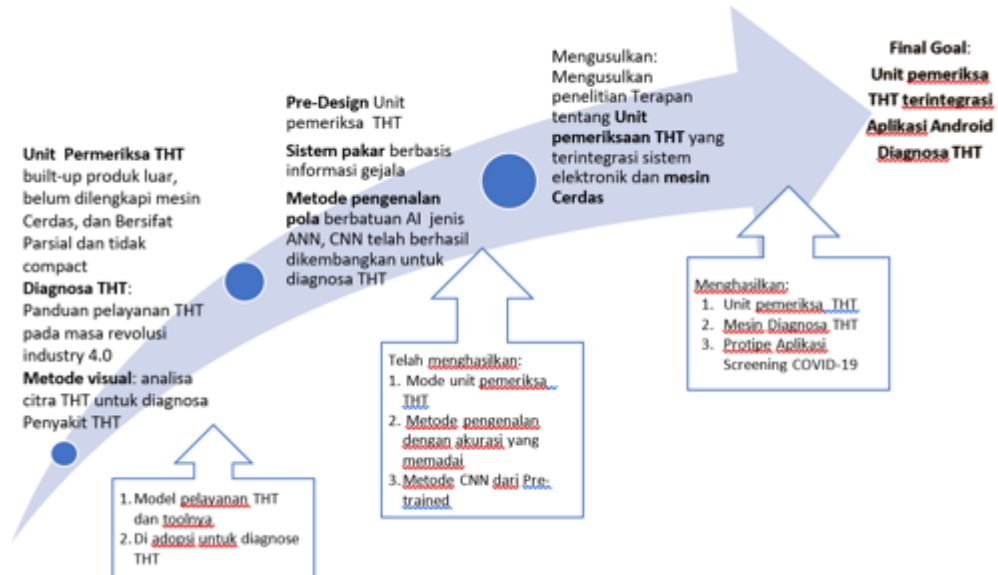 Unit Permeriksa THT
built-up produk luar,
belum dilengkapi mesin
Cerdas, dan Bersifat
Parsial dan tidak
compact
Diagnosa THT:
Panduan pelayanan THT
pada masa revolusi
industry 4.0
Metode visual: analisa
citra THT untuk diagnosa
Penyakit THT
1. Model pelayanan THT
dan toolnya
2. Di adopsi untuk diagnose
THT
Pre-Design Unit
pemeriksa THT
Sistem pakar berbasis
informasi gejala
Metode pengenalan
pola berbatuan AI jenis
ANN, CNN telah berhasil
dikembangkan untuk
diagnosa THT
Telah menghasilkan:
1. Mode unit pemeriksa
THT
2. Metode pengenalan
dengan akurasi yang
memadai
3. Metode CNN dari Pre-
trained
Mengusulkan:
Mengusulkan
penelitian Terapan
tentang Unit
pemeriksaan THT yang
terintegrasi sistem
elektronik dan mesin
Cerdas
Menghasilkan:
1. Unit pemeriksa THT
2. Mesin Diagnosa THT
3. Protipe Aplikasi
Screening COVID-19
Final Goal:
Unit pemeriksa
THT terintegrasi
Aplikasi Android
Diagnosa THT